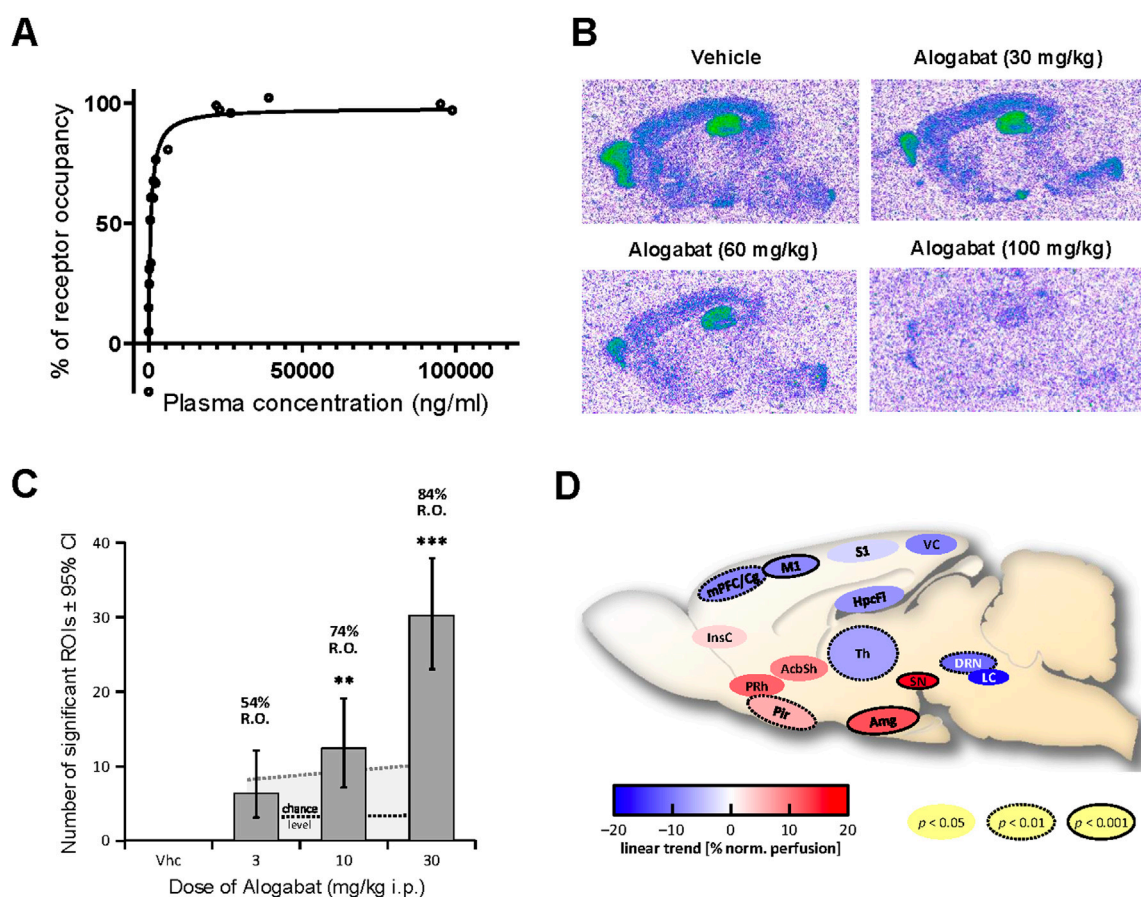 A
% of receptor occupancy
100
50
0
0
50000
100000
Plasma concentration (ng/ml)
B
Vehicle
Alogabat (30 mg/kg)
Alogabat (60 mg/kg)
Alogabat (100 mg/kg)
C
Number of significant ROIs ± 95% CI
40
30
20
10
0
54%
R.O.
74%
R.O.
**
84%
R.O.
***
chance
level
Vhc
3
10
30
Dose of Alogabat (mg/kg i.p.)
D
mPFC/Cg
M1
S1
VC
HpcFl
InsC
AcbSh
Th
PRh
Pir
Amg
SN
DRN
LC
−20
−10
0
10
20
linear trend [% norm. perfusion]
p < 0.05
p < 0.01
p < 0.001